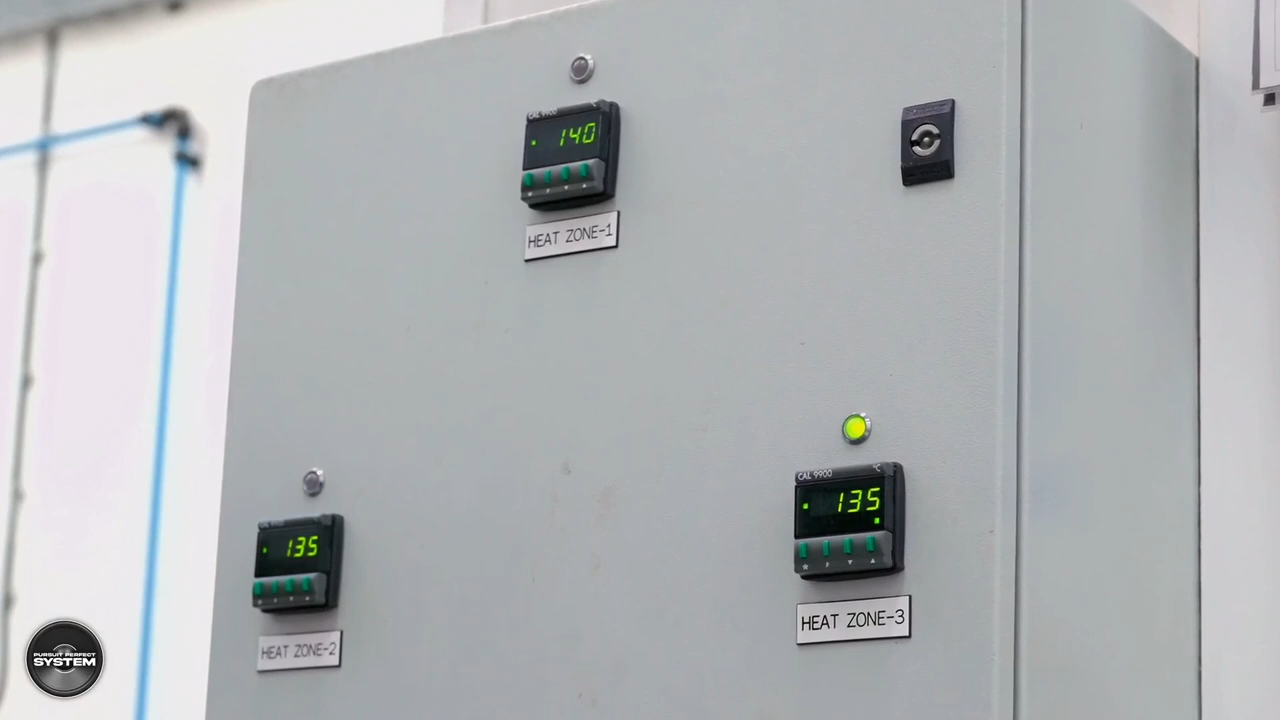 CAL 9900
140
HEAT ZONE-1
135
HEAT ZONE-2
CAL 9900
°C
135
HEAT ZONE-3
PURSUIT PERFECT
SYSTEM